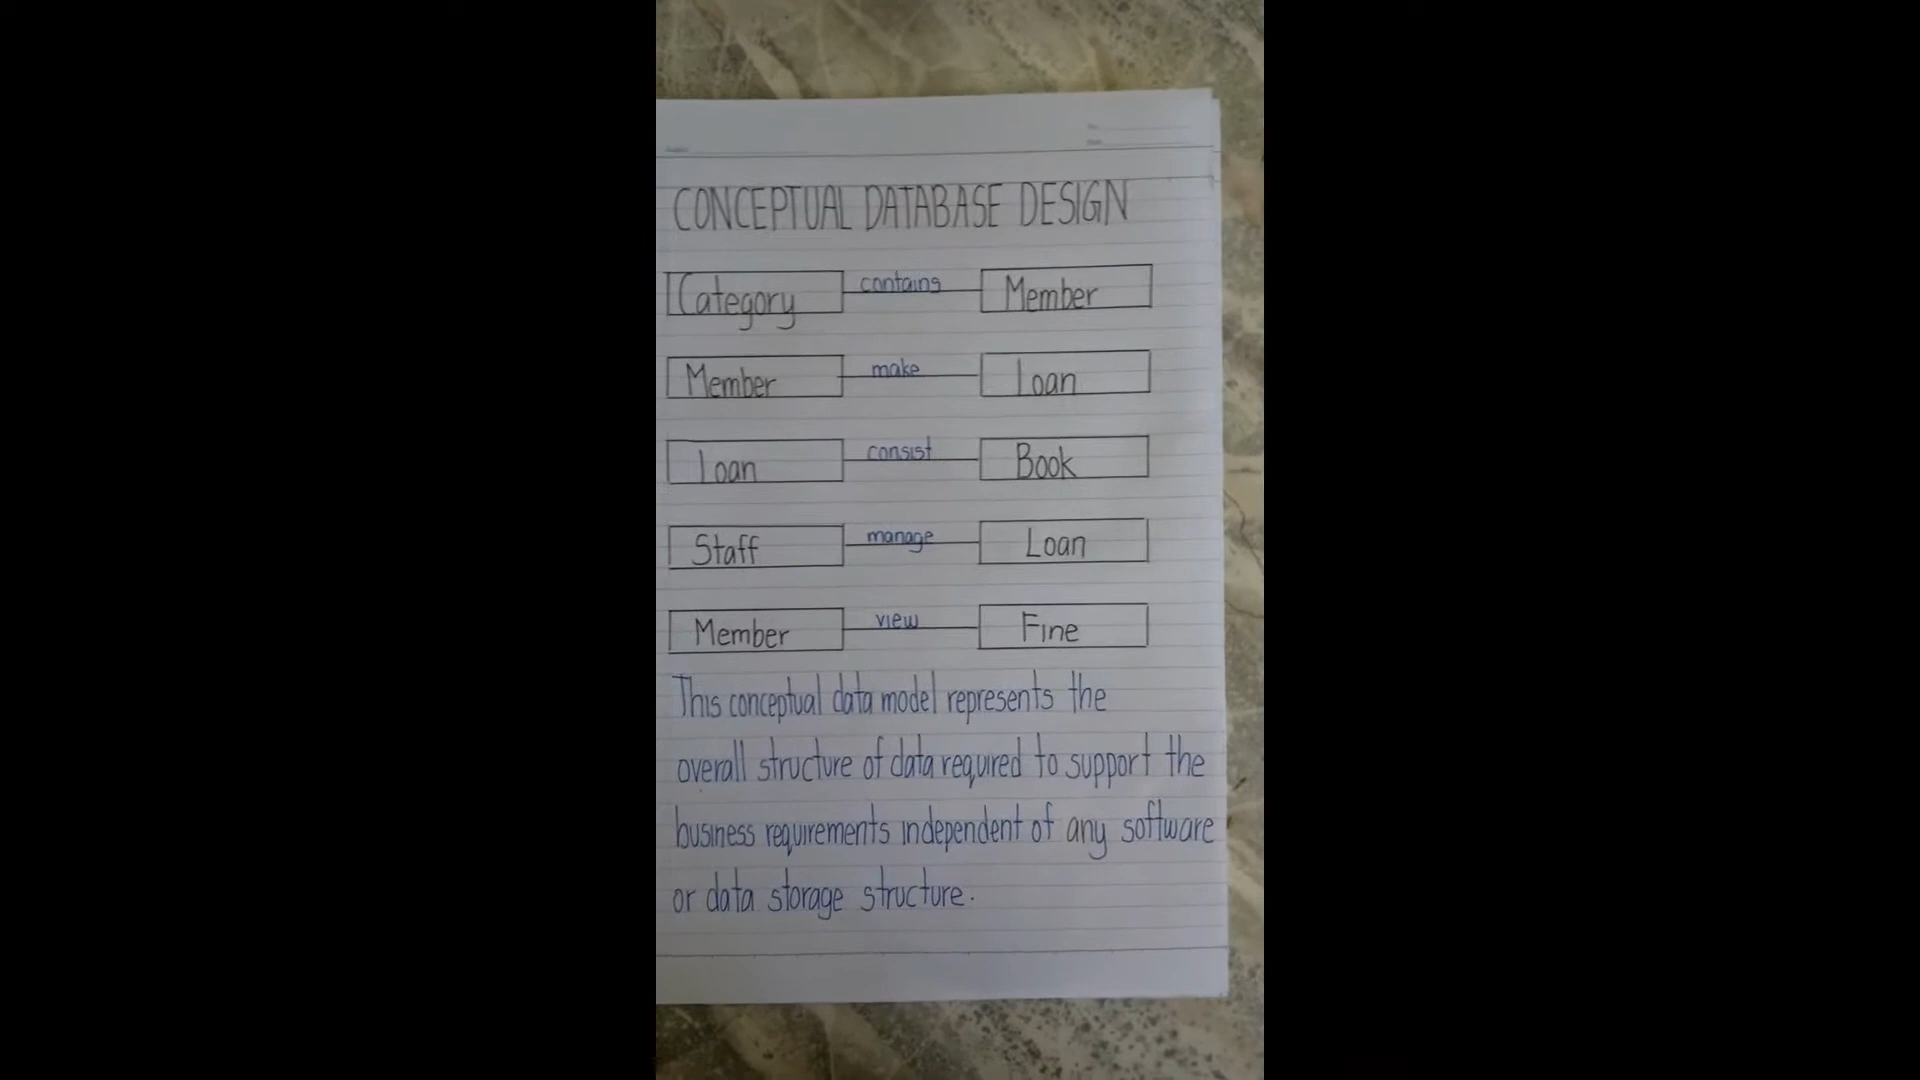 CONCEPTUAL DATABASE DESIGN
Category contains Member
Member make Loan
Loan consist Book
Staff manage Loan
Member view Fine
This conceptual data model represents the
overall structure of data required to support the
business requirements independent of any software
or data storage structure.